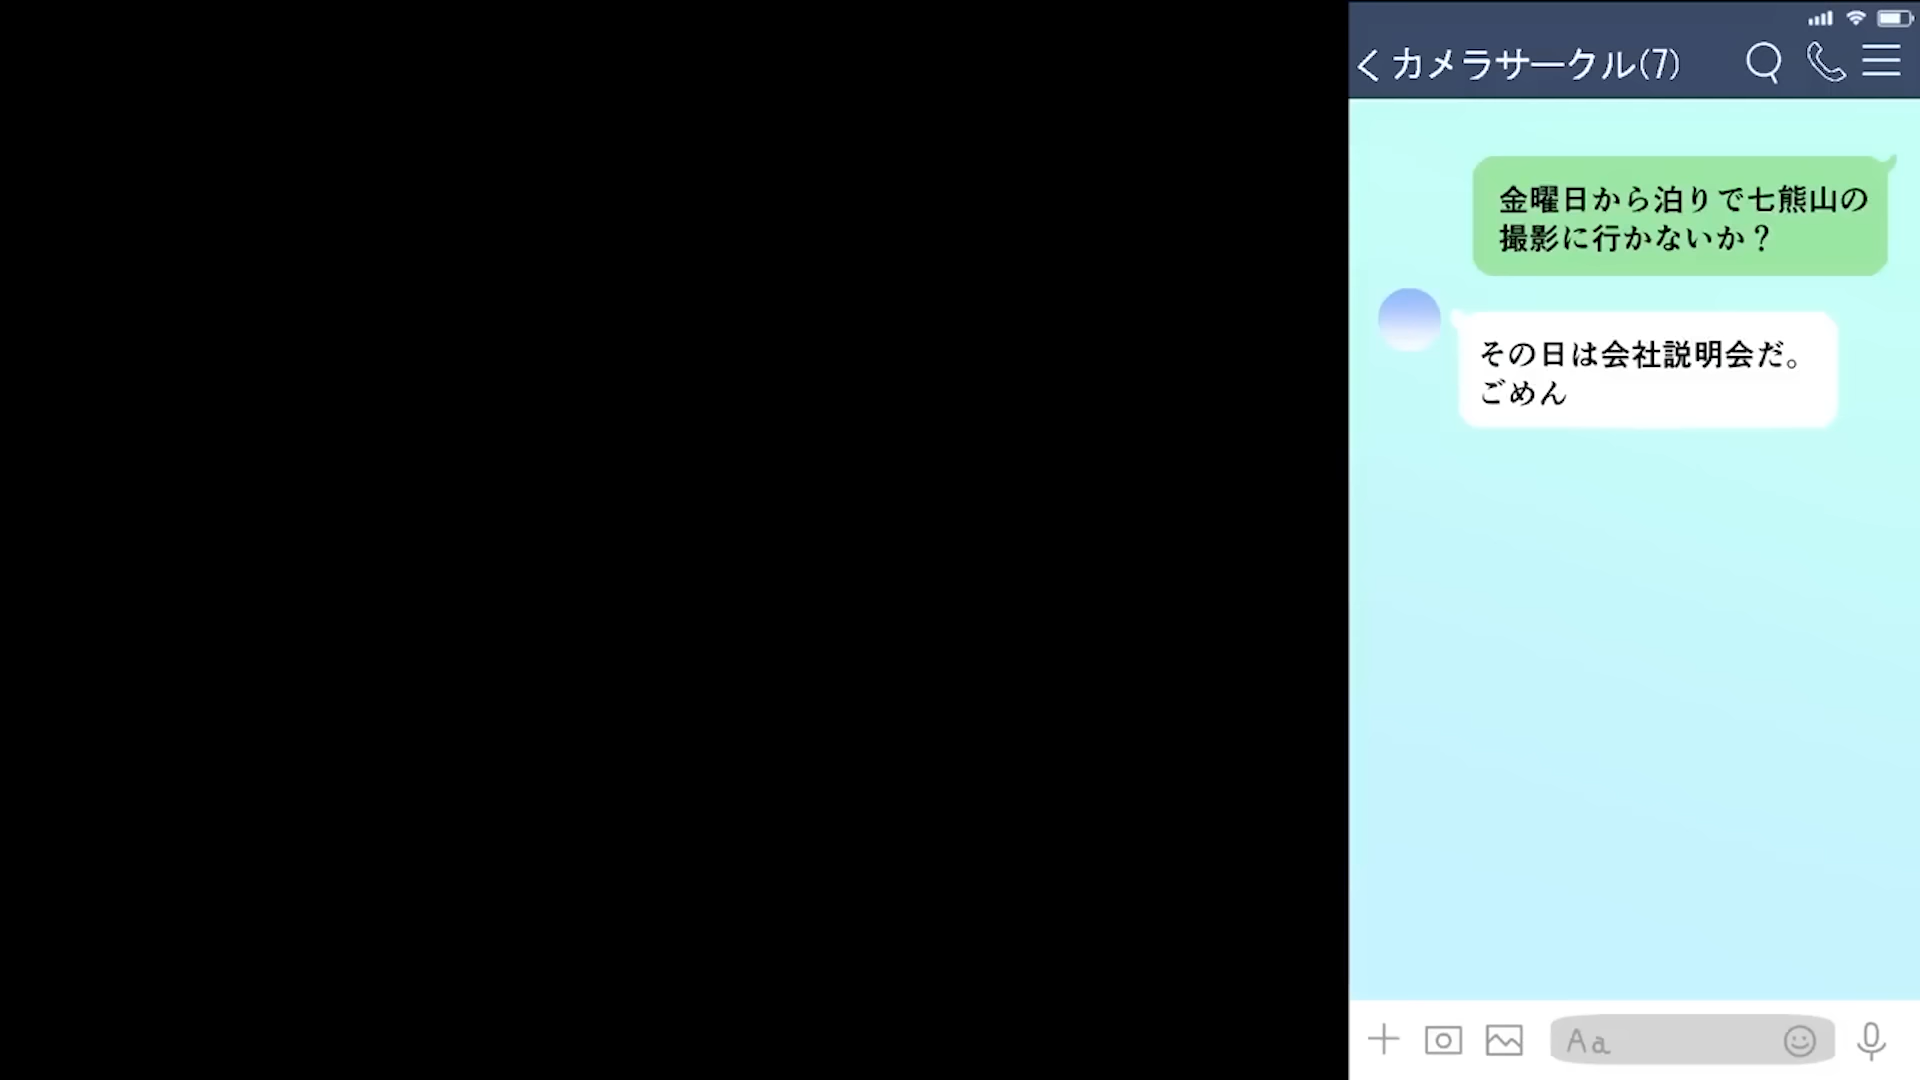 カメラサークル(7)
金曜日から泊りで七熊山の
撮影に行かないか？
その日は会社説明会だ。
ごめん
Aa